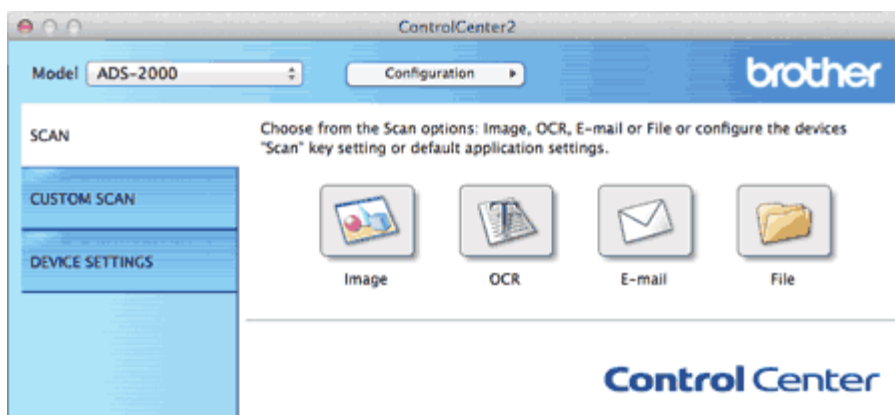 ControlCenter2
Model ADS-2000 Configuration brother
SCAN
Choose from the Scan options: Image, OCR, E-mail or File or configure the devices
"Scan" key setting or default application settings.
CUSTOM SCAN
DEVICE SETTINGS
Image OCR E-mail File
Control Center